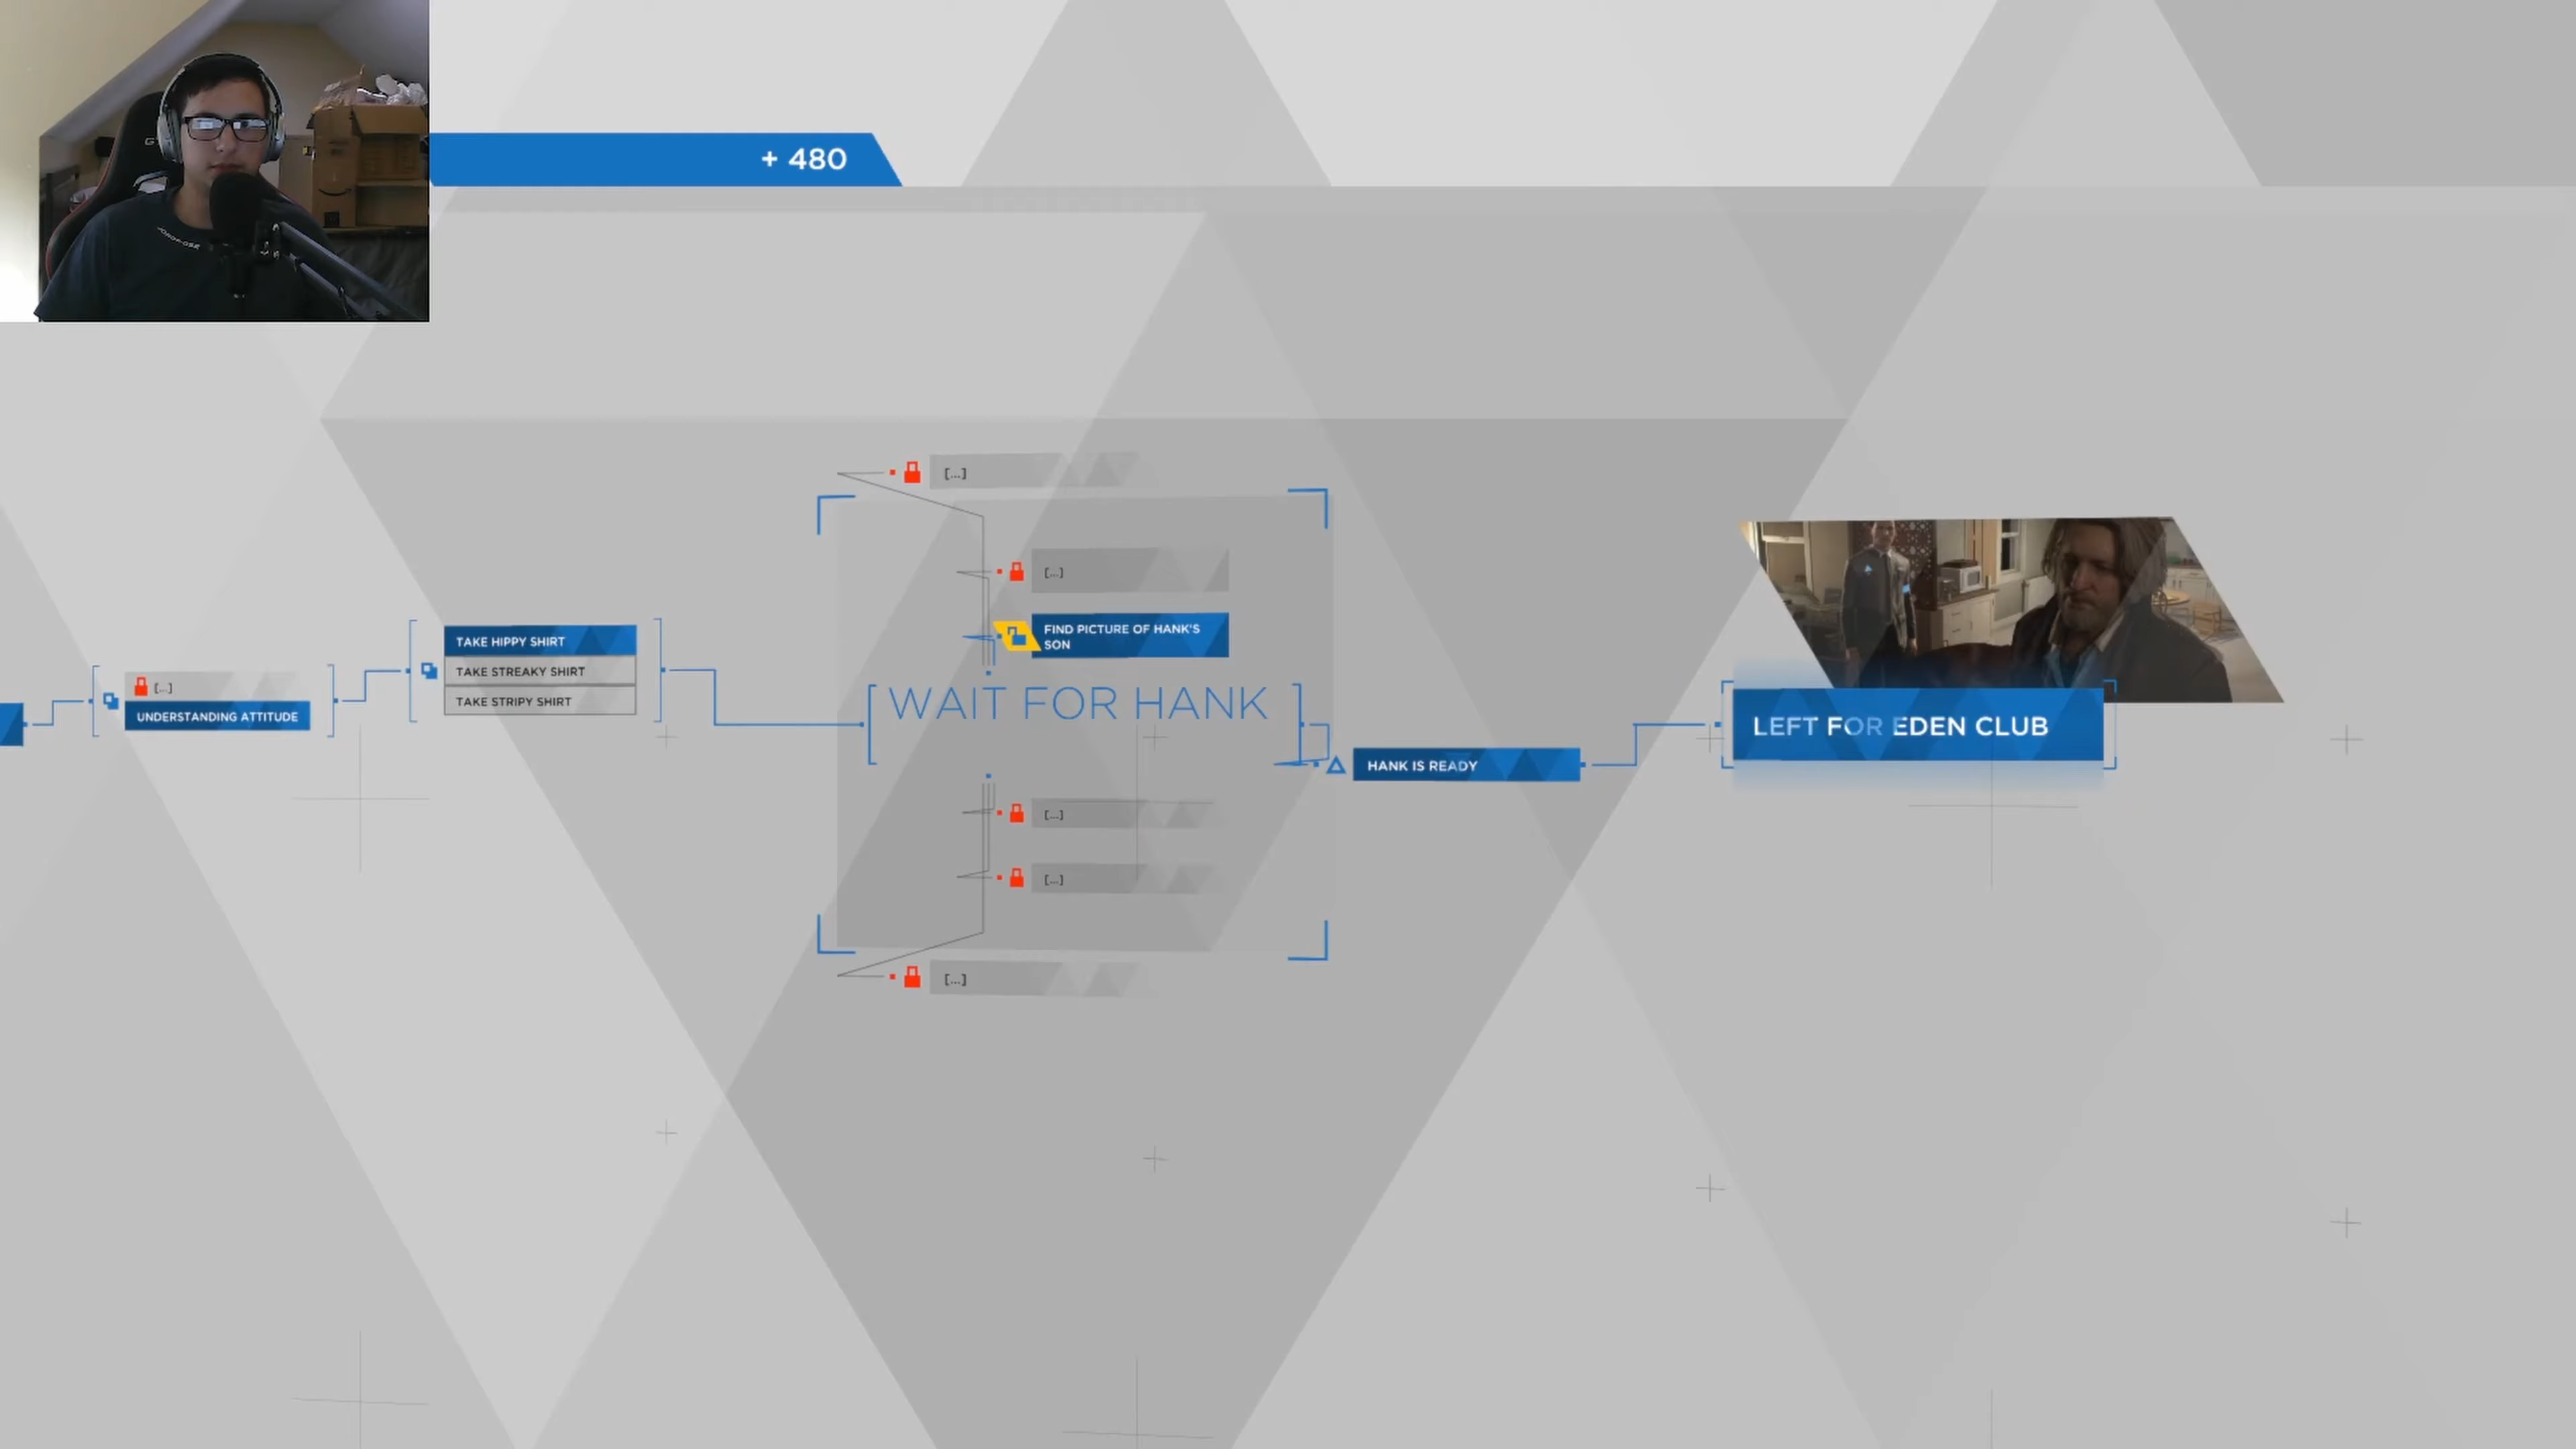 + 480
[...]
[...]
FIND PICTURE OF HANK'S
SON
TAKE HIPPY SHIRT
TAKE STREAKY SHIRT
TAKE STRIPY SHIRT
[...]
UNDERSTANDING ATTITUDE
[WAIT FOR HANK]
HANK IS READY
LEFT FOR EDEN CLUB
[...]
[...]
[...]